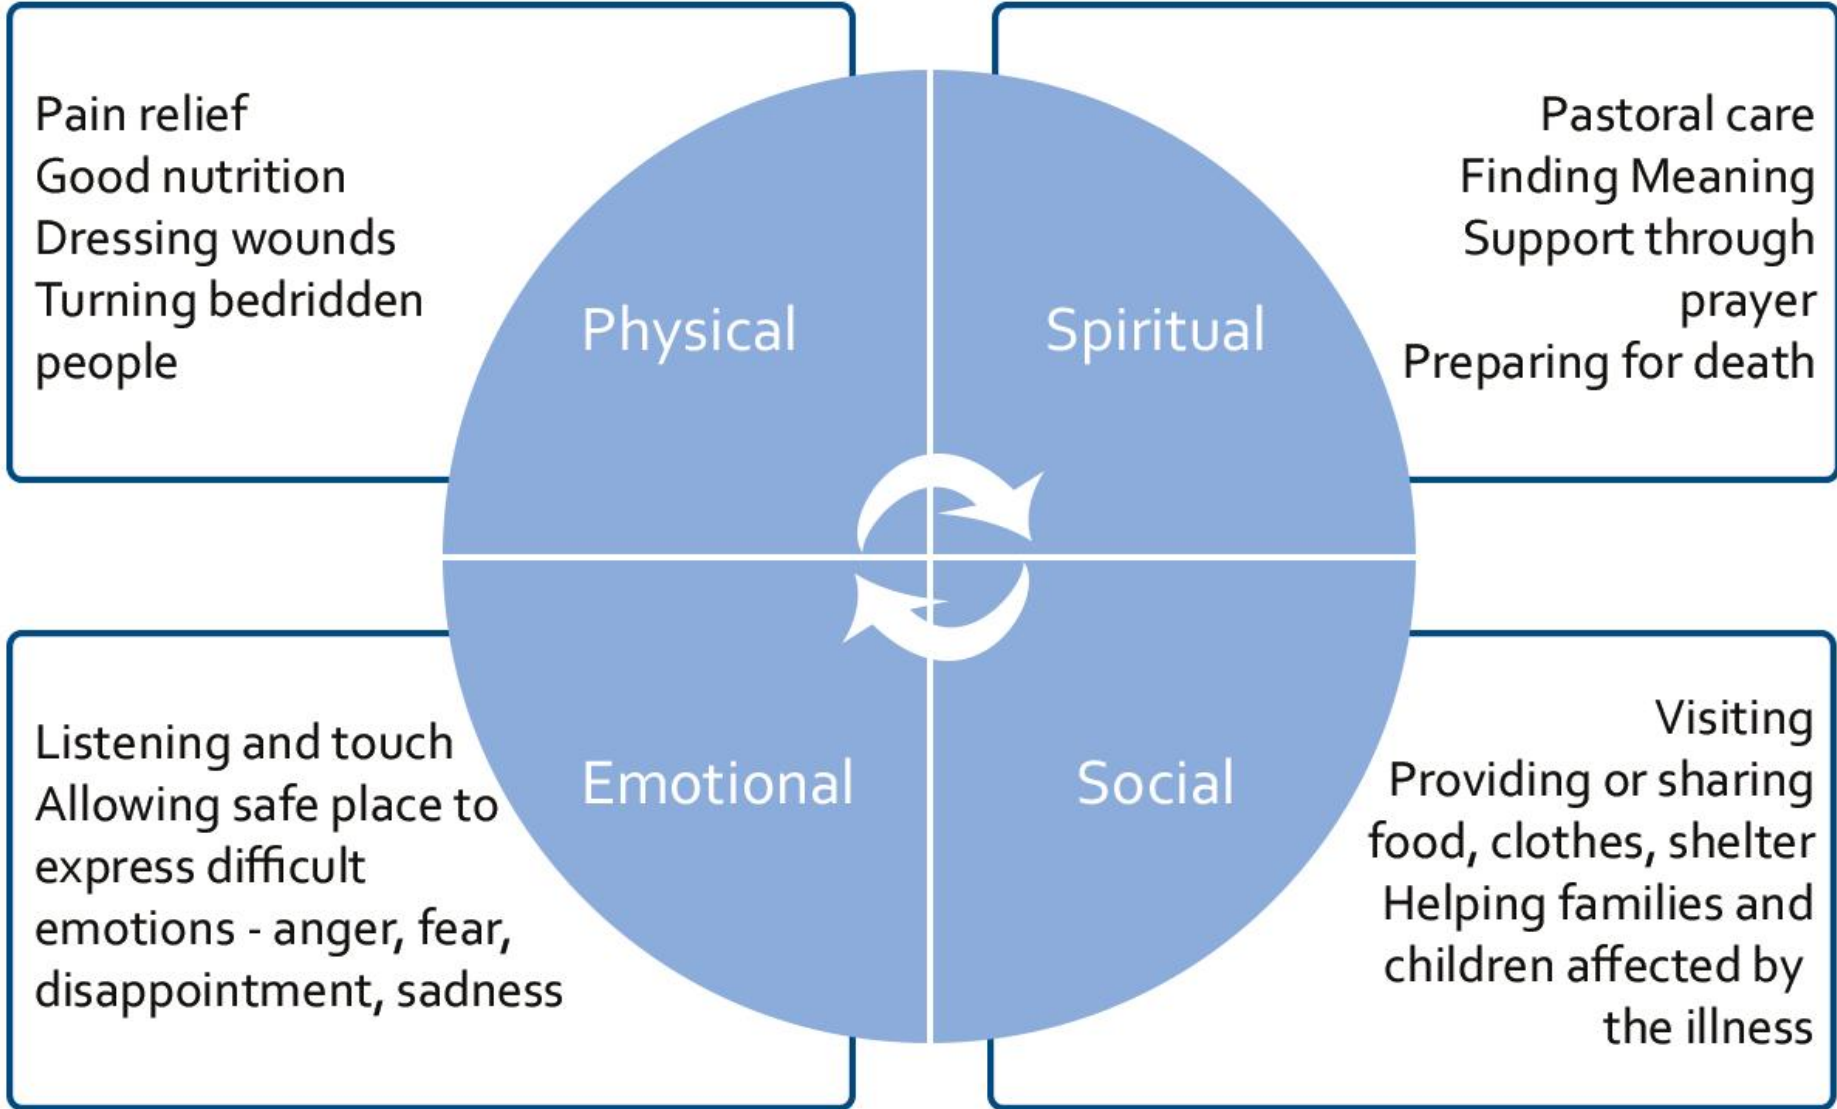 Pain relief
Good nutrition
Dressing wounds
Turning bedridden
people
Physical
Spiritual
Pastoral care
Finding Meaning
Support through
prayer
Preparing for death
Listening and touch
Allowing safe place to
express difficult
emotions - anger, fear,
disappointment, sadness
Emotional
Social
Visiting
Providing or sharing
food, clothes, shelter
Helping families and
children affected by
the illness